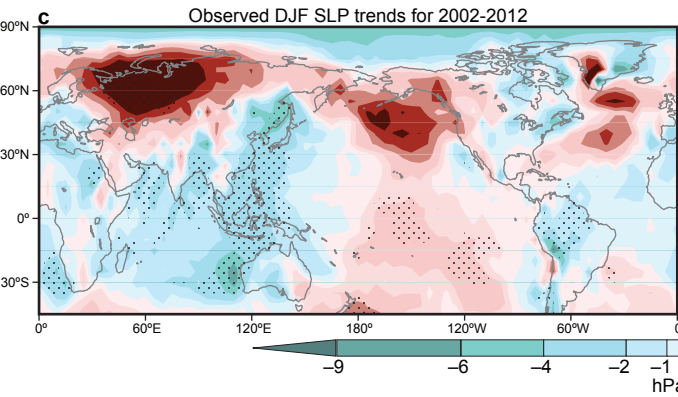 c Observed DJF SLP trends for 2002-2012
90ºN
60ºN
30ºN
0º
30ºS
0º 60ºE 120ºE 180º 120ºW 60ºW 0
–9 –6 –4 –2 –1